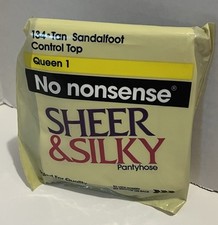 134•Tan Sandalfoot
Control Top
Queen 1
No nonsense®
SHEER
&SILKY
Pantyhose